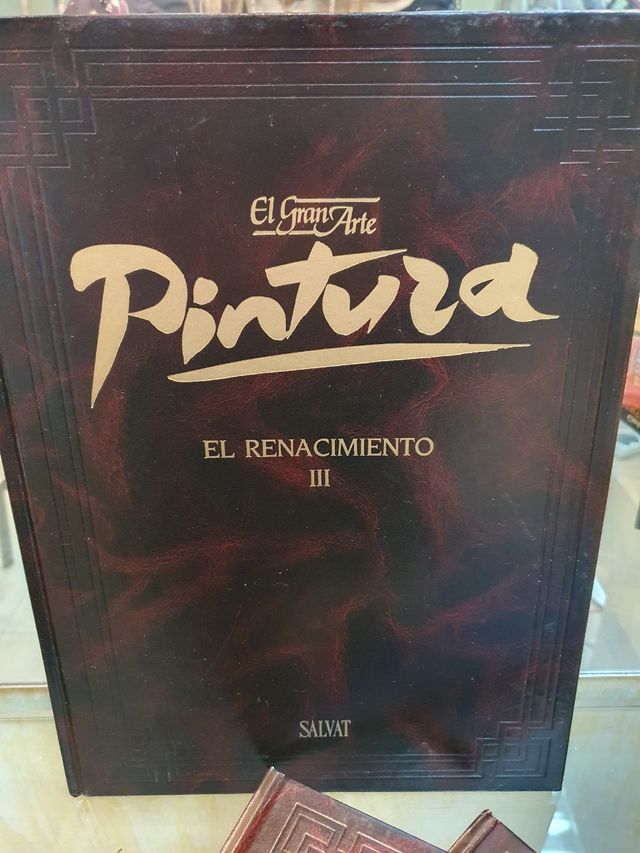 El Gran Arte
Pintura
EL RENACIMIENTO
III
SALVAT